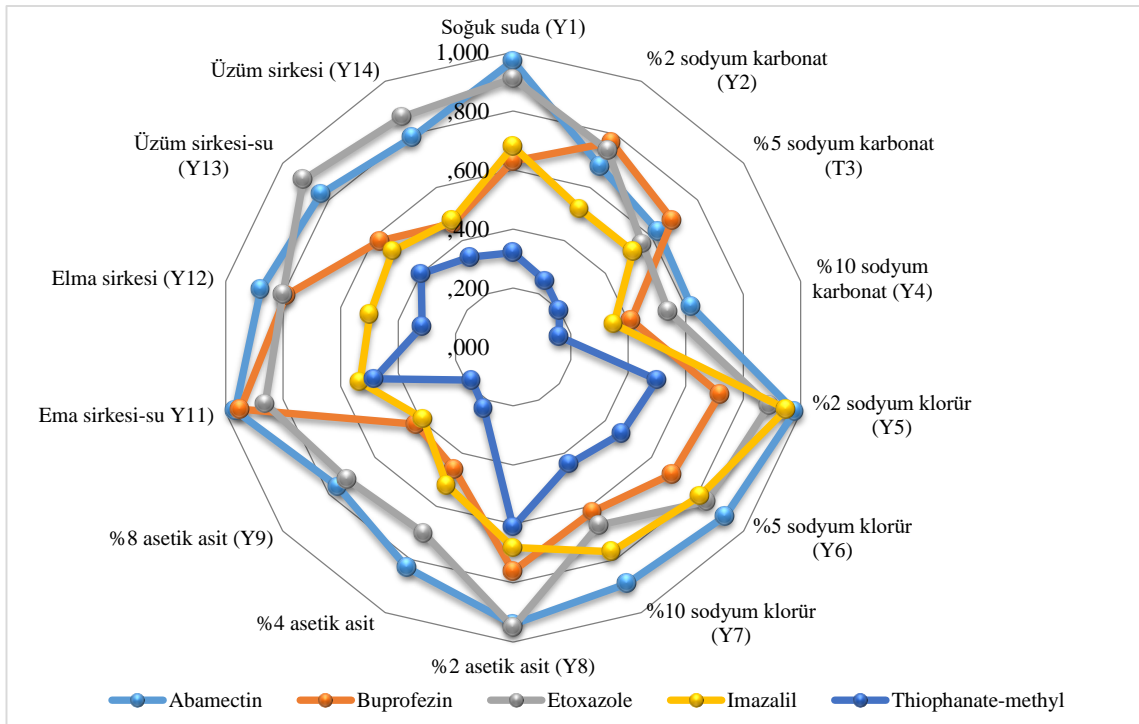 Soğuk suda (Y1)
1,000
,800
,600
,400
,200
,000
%2 sodyum karbonat
(Y2)
%5 sodyum karbonat
(T3)
%10 sodyum
karbonat (Y4)
%2 sodyum klorür
(Y5)
%5 sodyum klorür
(Y6)
%10 sodyum klorür
(Y7)
%2 asetik asit (Y8)
%4 asetik asit
%8 asetik asit (Y9)
Ema sirkesi-su Y11)
Elma sirkesi (Y12)
Üzüm sirkesi-su
(Y13)
Üzüm sirkesi (Y14)
Abamectin Buprofezin Etoxazole Imazalil Thiophanate-methyl